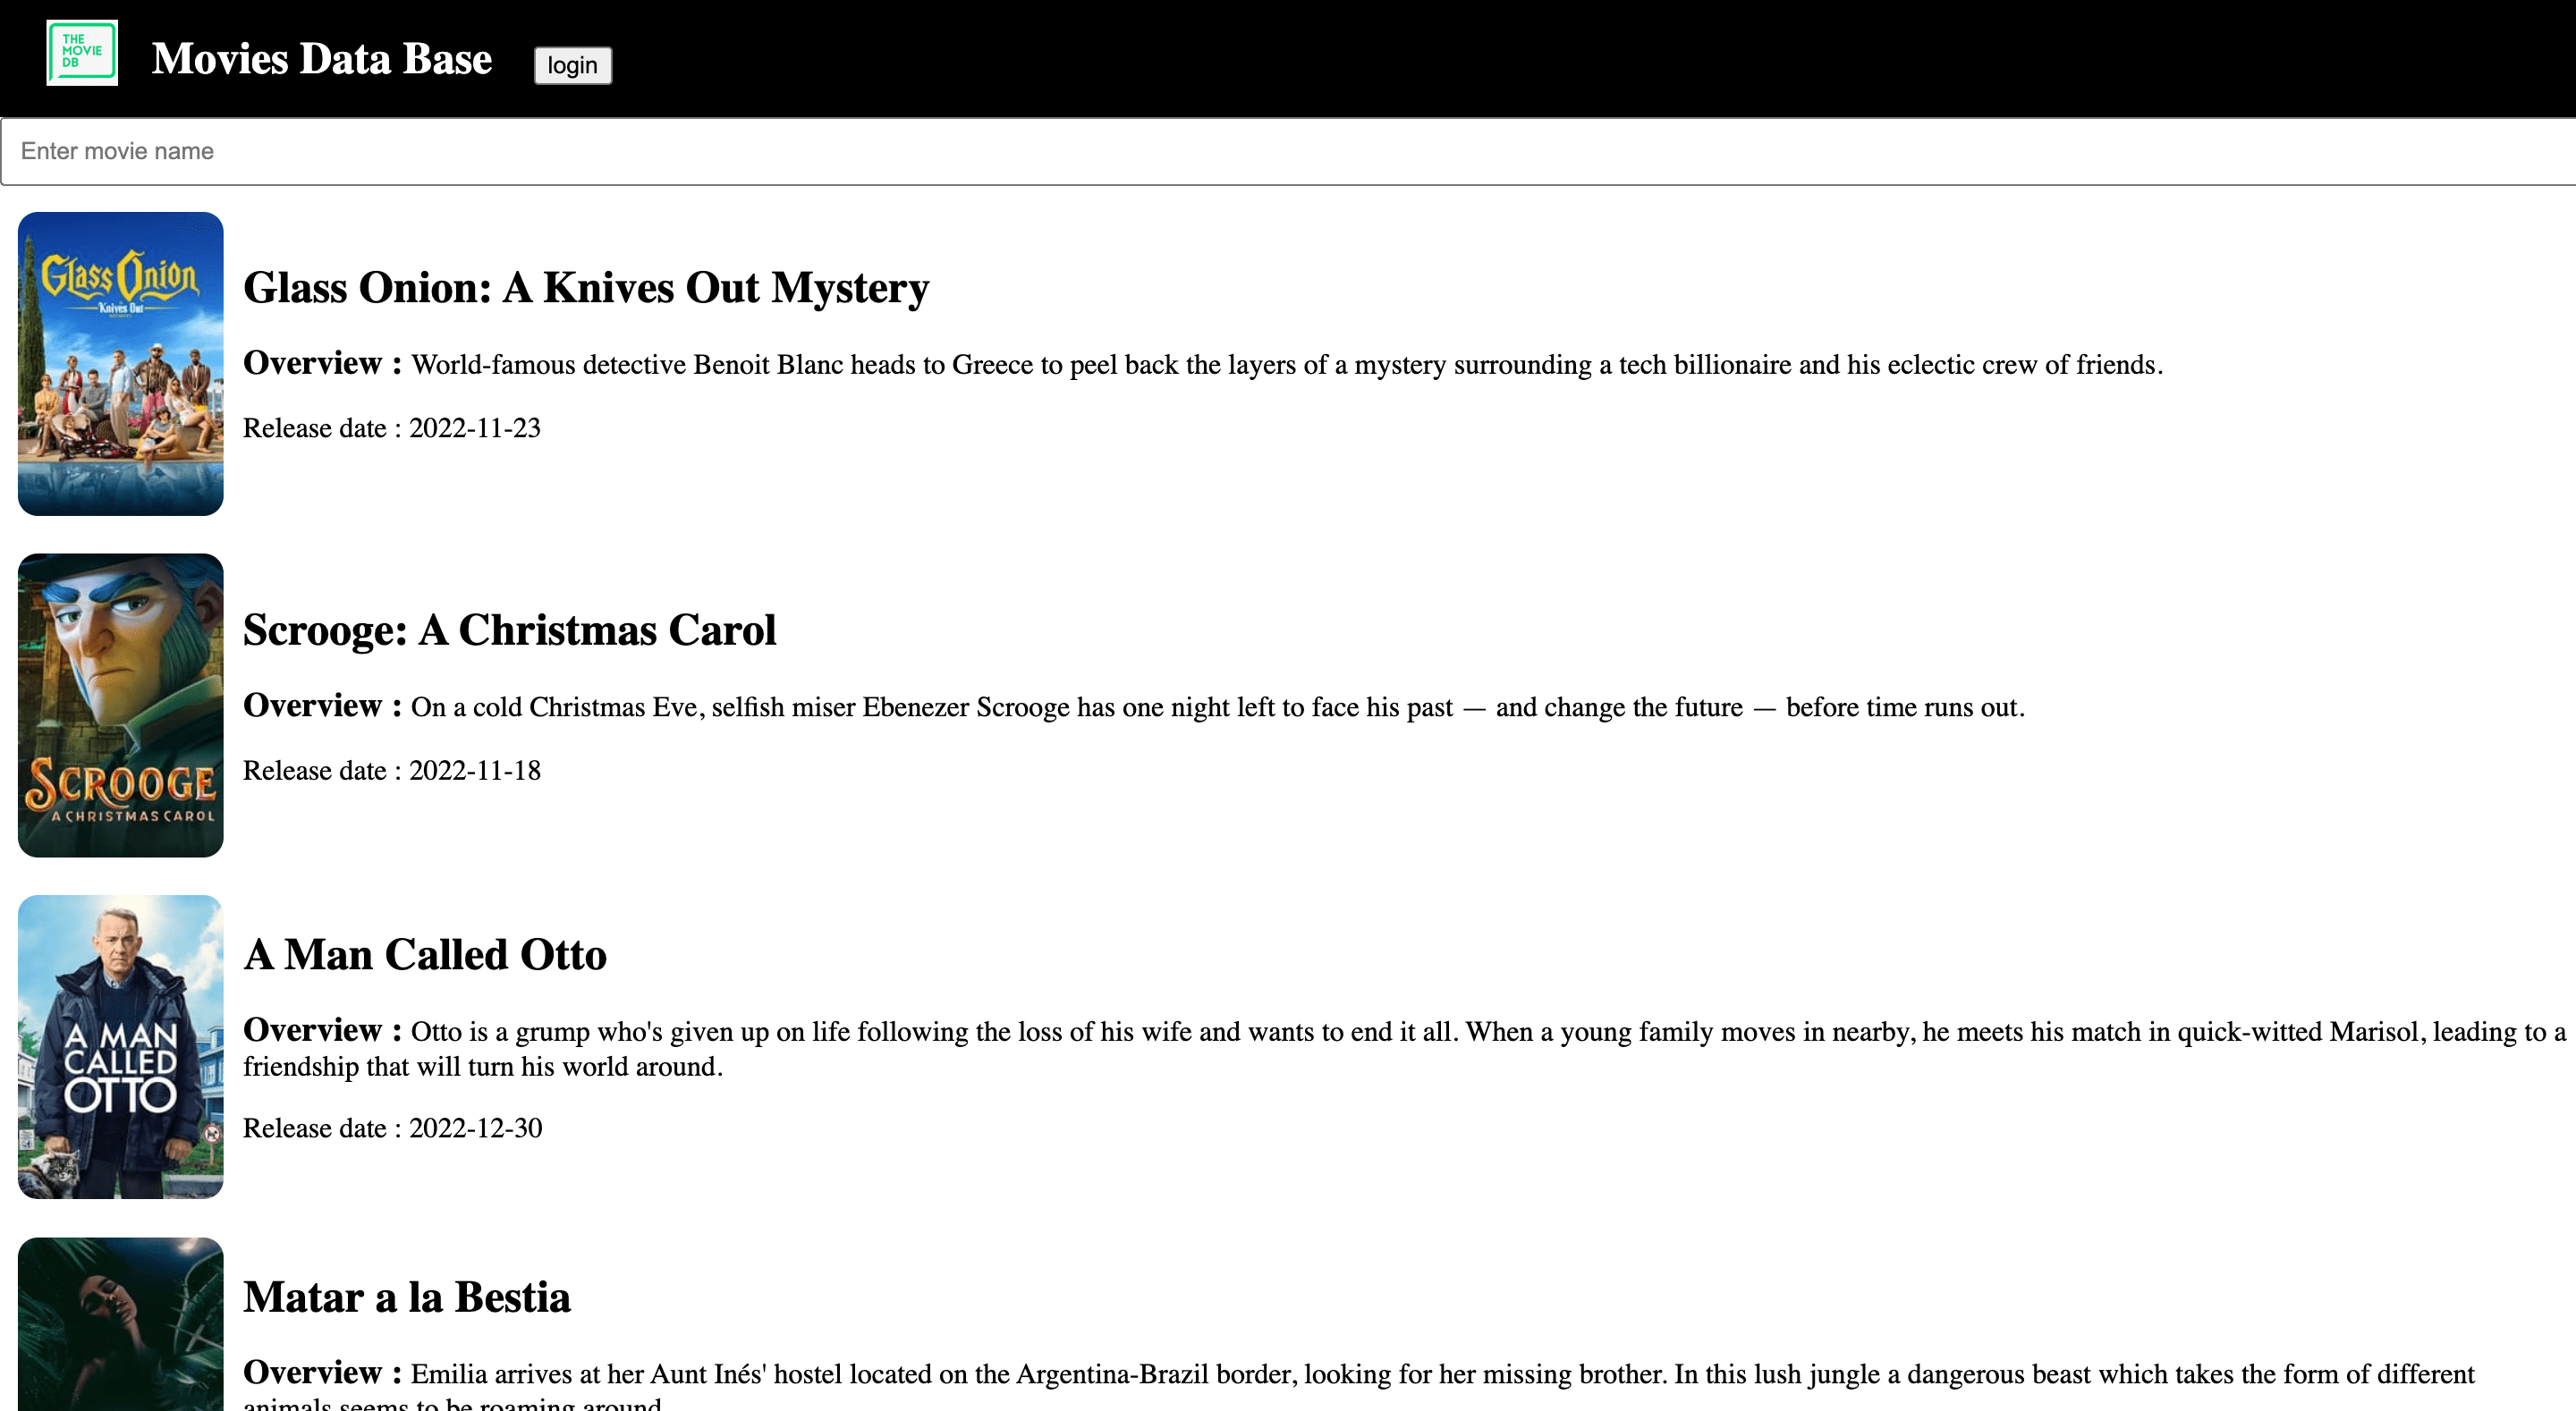 THE
MOVIE
DB
Movies Data Base
login
Enter movie name
Glass Onion
Knives Out
Glass Onion: A Knives Out Mystery
Overview : World-famous detective Benoit Blanc heads to Greece to peel back the layers of a mystery surrounding a tech billionaire and his eclectic crew of friends.
Release date : 2022-11-23
SCROOGE
A CHRISTMAS CAROL
Scrooge: A Christmas Carol
Overview : On a cold Christmas Eve, selfish miser Ebenezer Scrooge has one night left to face his past — and change the future — before time runs out.
Release date : 2022-11-18
A MAN
CALLED
OTTO
A Man Called Otto
Overview : Otto is a grump who's given up on life following the loss of his wife and wants to end it all. When a young family moves in nearby, he meets his match in quick-witted Marisol, leading to a
friendship that will turn his world around.
Release date : 2022-12-30
Matar a la Bestia
Overview : Emilia arrives at her Aunt Inés' hostel located on the Argentina-Brazil border, looking for her missing brother. In this lush jungle a dangerous beast which takes the form of different
animals seems to be roaming around.